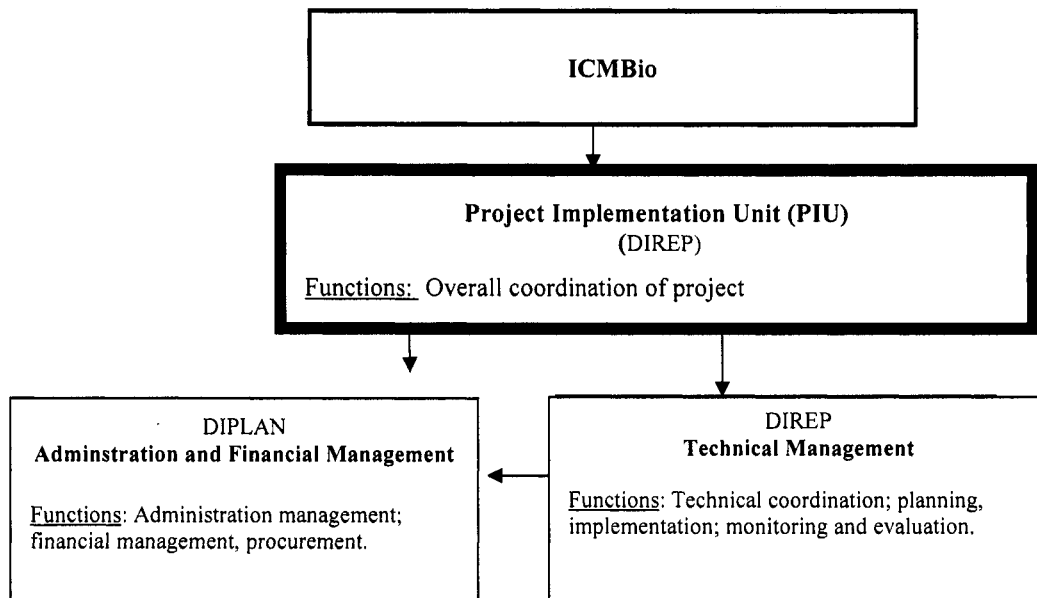 ICMBio
Project Implementation Unit (PIU)
(DIREP)
Functions: Overall coordination of project
DIPLAN
Adminstration and Financial Management
Functions: Administration management;
financial management, procurement.
DIREP
Technical Management
Functions: Technical coordination; planning,
implementation; monitoring and evaluation.